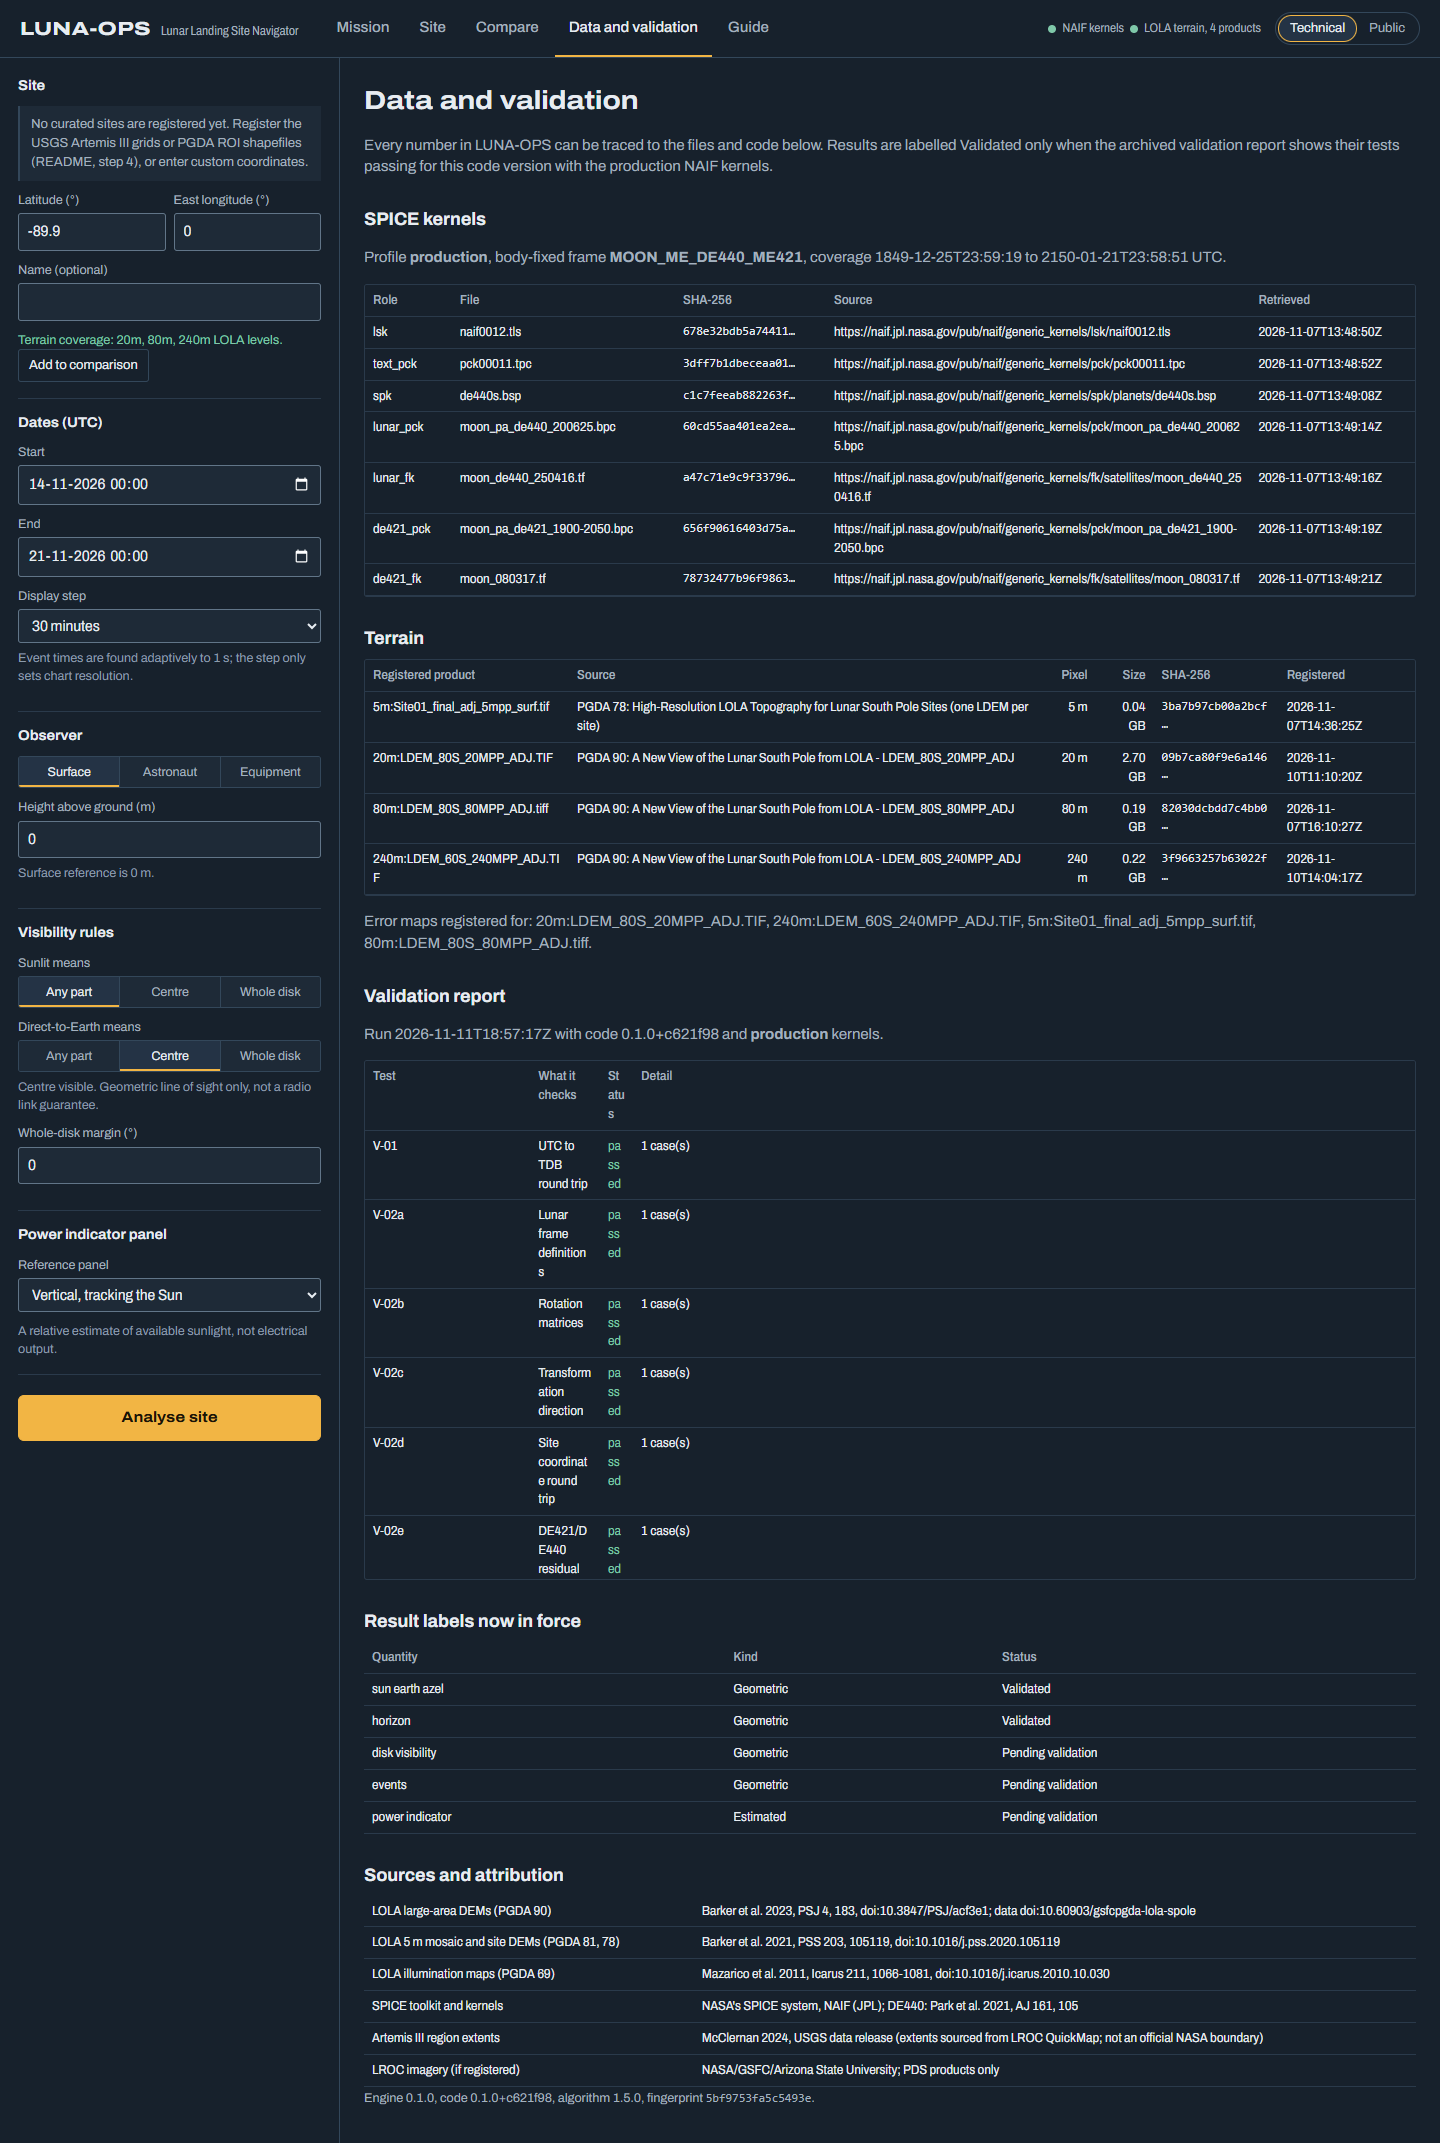 LUNA-OPS Lunar Landing Site Navigator Mission Site Compare Data and validation Guide NAIF kernels LOLA terrain, 4 products Technical Public
Site
No curated sites are registered yet. Register the
USGS Artemis III grids or PGDA ROI shapefiles
(README, step 4), or enter custom coordinates.
Latitude (°) East longitude (°)
-89.9 0
Name (optional)
Terrain coverage: 20m, 80m, 240m LOLA levels.
Add to comparison
Dates (UTC)
Start
14-11-2026 00:00
End
21-11-2026 00:00
Display step
30 minutes
Event times are found adaptively to 1 s; the step only
sets chart resolution.
Observer
Surface Astronaut Equipment
Height above ground (m)
0
Surface reference is 0 m.
Visibility rules
Sunlit means
Any part Centre Whole disk
Direct-to-Earth means
Any part Centre Whole disk
Centre visible. Geometric line of sight only, not a radio
link guarantee.
Whole-disk margin (°)
0
Power indicator panel
Reference panel
Vertical, tracking the Sun
A relative estimate of available sunlight, not electrical
output.
Analyse site
Data and validation
Every number in LUNA-OPS can be traced to the files and code below. Results are labelled Validated only when the archived validation report shows their tests
passing for this code version with the production NAIF kernels.
SPICE kernels
Profile production, body-fixed frame MOON_ME_DE440_ME421, coverage 1849-12-25T23:59:19 to 2150-01-21T23:58:51 UTC.
Role File SHA-256 Source Retrieved
lsk naif0012.tls 678e32bdb5a74411… https://naif.jpl.nasa.gov/pub/naif/generic_kernels/lsk/naif0012.tls 2026-11-07T13:48:50Z
text_pck pck00011.tpc 3dff7b1dbeceaa01… https://naif.jpl.nasa.gov/pub/naif/generic_kernels/pck/pck00011.tpc 2026-11-07T13:48:52Z
spk de440s.bsp c1c7feeab882263f… https://naif.jpl.nasa.gov/pub/naif/generic_kernels/spk/planets/de440s.bsp 2026-11-07T13:49:08Z
lunar_pck moon_pa_de440_200625.bpc 60cd55aa401ea2ea… https://naif.jpl.nasa.gov/pub/naif/generic_kernels/pck/moon_pa_de440_20062 2026-11-07T13:49:14Z
5.bpc
lunar_fk moon_de440_250416.tf a47c71e9c9f33796… https://naif.jpl.nasa.gov/pub/naif/generic_kernels/fk/satellites/moon_de440_25 2026-11-07T13:49:16Z
0416.tf
de421_pck moon_pa_de421_1900-2050.bpc 656f90616403d75a… https://naif.jpl.nasa.gov/pub/naif/generic_kernels/pck/moon_pa_de421_1900- 2026-11-07T13:49:19Z
2050.bpc
de421_fk moon_080317.tf 78732477b96f9863… https://naif.jpl.nasa.gov/pub/naif/generic_kernels/fk/satellites/moon_080317.tf 2026-11-07T13:49:21Z
Terrain
Registered product Source Pixel Size SHA-256 Registered
5m:Site01_final_adj_5mpp_surf.tif PGDA 78: High-Resolution LOLA Topography for Lunar South Pole Sites (one LDEM per 5 m 0.04 3ba7b97cb00a2bcf 2026-11-
site) GB … 07T14:36:25Z
20m:LDEM_80S_20MPP_ADJ.TIF PGDA 90: A New View of the Lunar South Pole from LOLA - LDEM_80S_20MPP_ADJ 20 m 2.70 09b7ca80f9e6a146 2026-11-
GB … 10T11:10:20Z
80m:LDEM_80S_80MPP_ADJ.tiff PGDA 90: A New View of the Lunar South Pole from LOLA - LDEM_80S_80MPP_ADJ 80 m 0.19 82030dcbdd7c4bb0 2026-11-
GB … 07T16:10:27Z
240m:LDEM_60S_240MPP_ADJ.TI PGDA 90: A New View of the Lunar South Pole from LOLA - LDEM_60S_240MPP_ADJ 240 0.22 3f9663257b63022f 2026-11-
F m GB … 10T14:04:17Z
Error maps registered for: 20m:LDEM_80S_20MPP_ADJ.TIF, 240m:LDEM_60S_240MPP_ADJ.TIF, 5m:Site01_final_adj_5mpp_surf.tif,
80m:LDEM_80S_80MPP_ADJ.tiff.
Validation report
Run 2026-11-11T18:57:17Z with code 0.1.0+c621f98 and production kernels.
Test What it St Detail
checks atu
s
V-01 UTC to pa 1 case(s)
TDB ss
round trip ed
V-02a Lunar pa 1 case(s)
frame ss
definition ed
s
V-02b Rotation pa 1 case(s)
matrices ss
ed
V-02c Transform pa 1 case(s)
ation ss
direction ed
V-02d Site pa 1 case(s)
coordinat ss
e round ed
trip
V-02e DE421/D pa 1 case(s)
E440 ss
residual ed
Result labels now in force
Quantity Kind Status
sun earth azel Geometric Validated
horizon Geometric Validated
disk visibility Geometric Pending validation
events Geometric Pending validation
power indicator Estimated Pending validation
Sources and attribution
LOLA large-area DEMs (PGDA 90) Barker et al. 2023, PSJ 4, 183, doi:10.3847/PSJ/acf3e1; data doi:10.60903/gsfcpgda-lola-spole
LOLA 5 m mosaic and site DEMs (PGDA 81, 78) Barker et al. 2021, PSS 203, 105119, doi:10.1016/j.pss.2020.105119
LOLA illumination maps (PGDA 69) Mazarico et al. 2011, Icarus 211, 1066-1081, doi:10.1016/j.icarus.2010.10.030
SPICE toolkit and kernels NASA's SPICE system, NAIF (JPL); DE440: Park et al. 2021, AJ 161, 105
Artemis III region extents McClernan 2024, USGS data release (extents sourced from LROC QuickMap; not an official NASA boundary)
LROC imagery (if registered) NASA/GSFC/Arizona State University; PDS products only
Engine 0.1.0, code 0.1.0+c621f98, algorithm 1.5.0, fingerprint 5bf9753fa5c5493e.